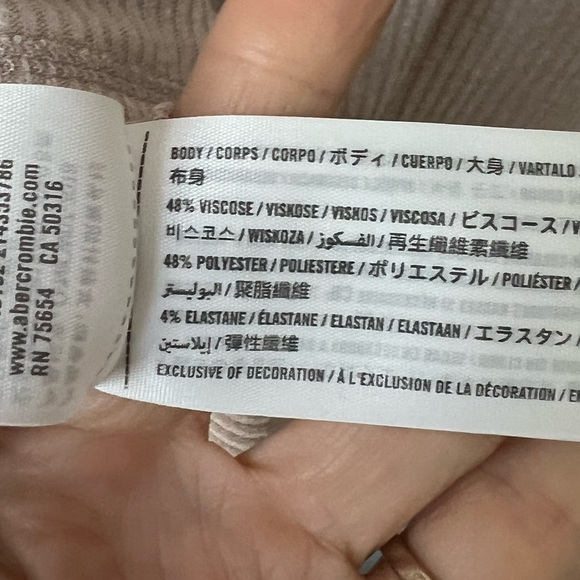 BODY / CORPS / CORPO / ボディ / CUERPO / 大身 / VARTALO
布身
48% VISCOSE / VISKOSE / VISKOS / VISCOSA / ビスコース /
비스코스 / WISKOZA / الفسكوز / 再生纖維素纖维
48% POLYESTER / POLIESTERE / ポリエステル / POLIÉSTER /
البوليستر / 聚脂纖维
4% ELASTANE / ÉLASTANE / ELASTAN / ELASTAAN / エラスタン /
إيلاستين / 彈性纖维
EXCLUSIVE OF DECORATION / À L'EXCLUSION DE LA DÉCORATION /
www.abercrombie.com
RN 75654 CA 50316